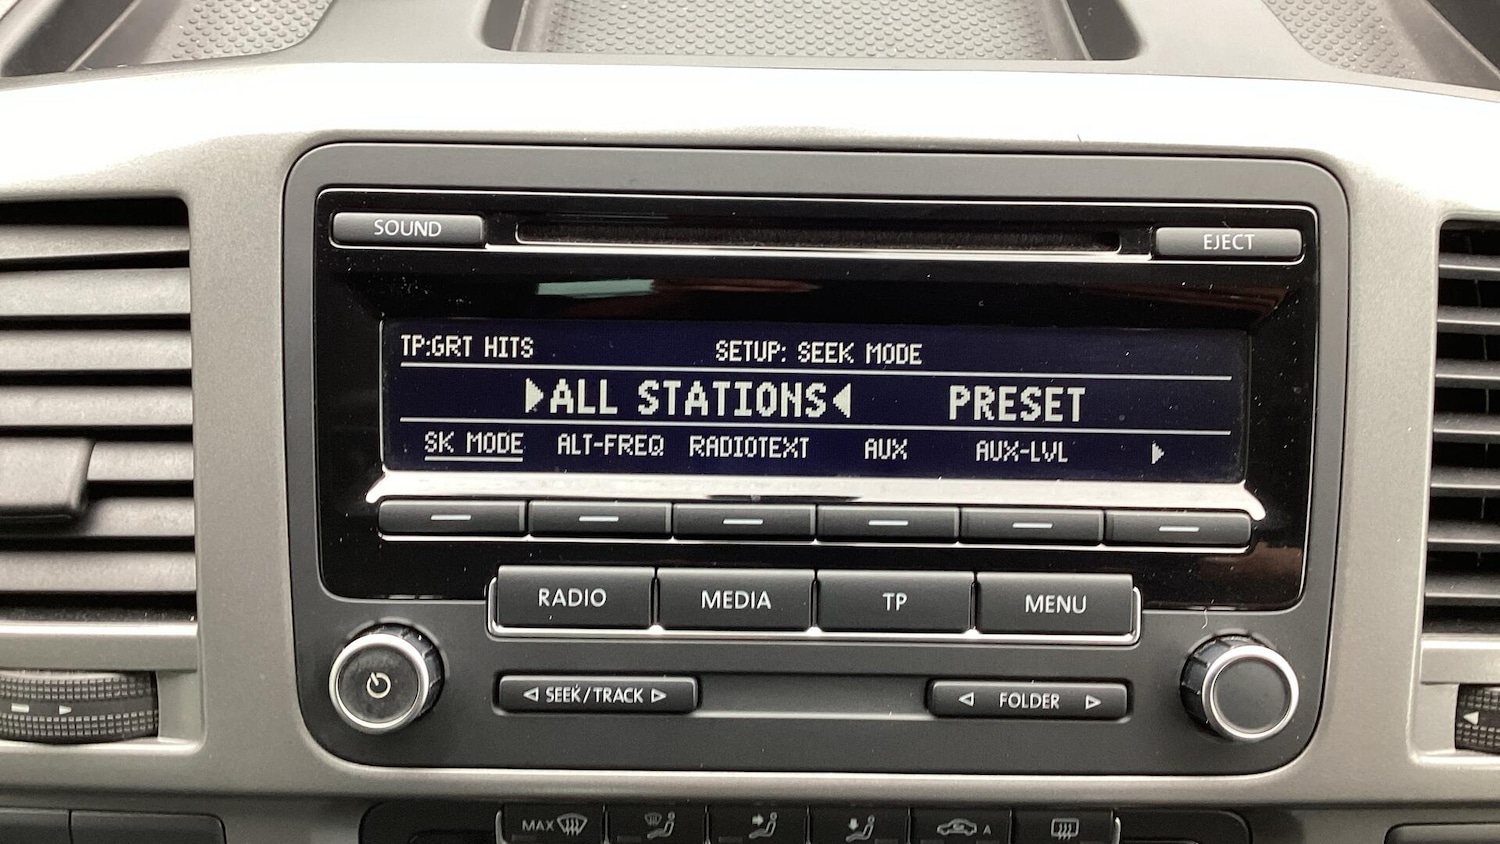 SOUND
EJECT
TP:GRT HITS SETUP: SEEK MODE
ALL STATIONS PRESET
SK MODE ALT-FREQ RADIOTEXT AUX AUX-LVL
RADIO MEDIA TP MENU
SEEK/TRACK FOLDER
MAX A